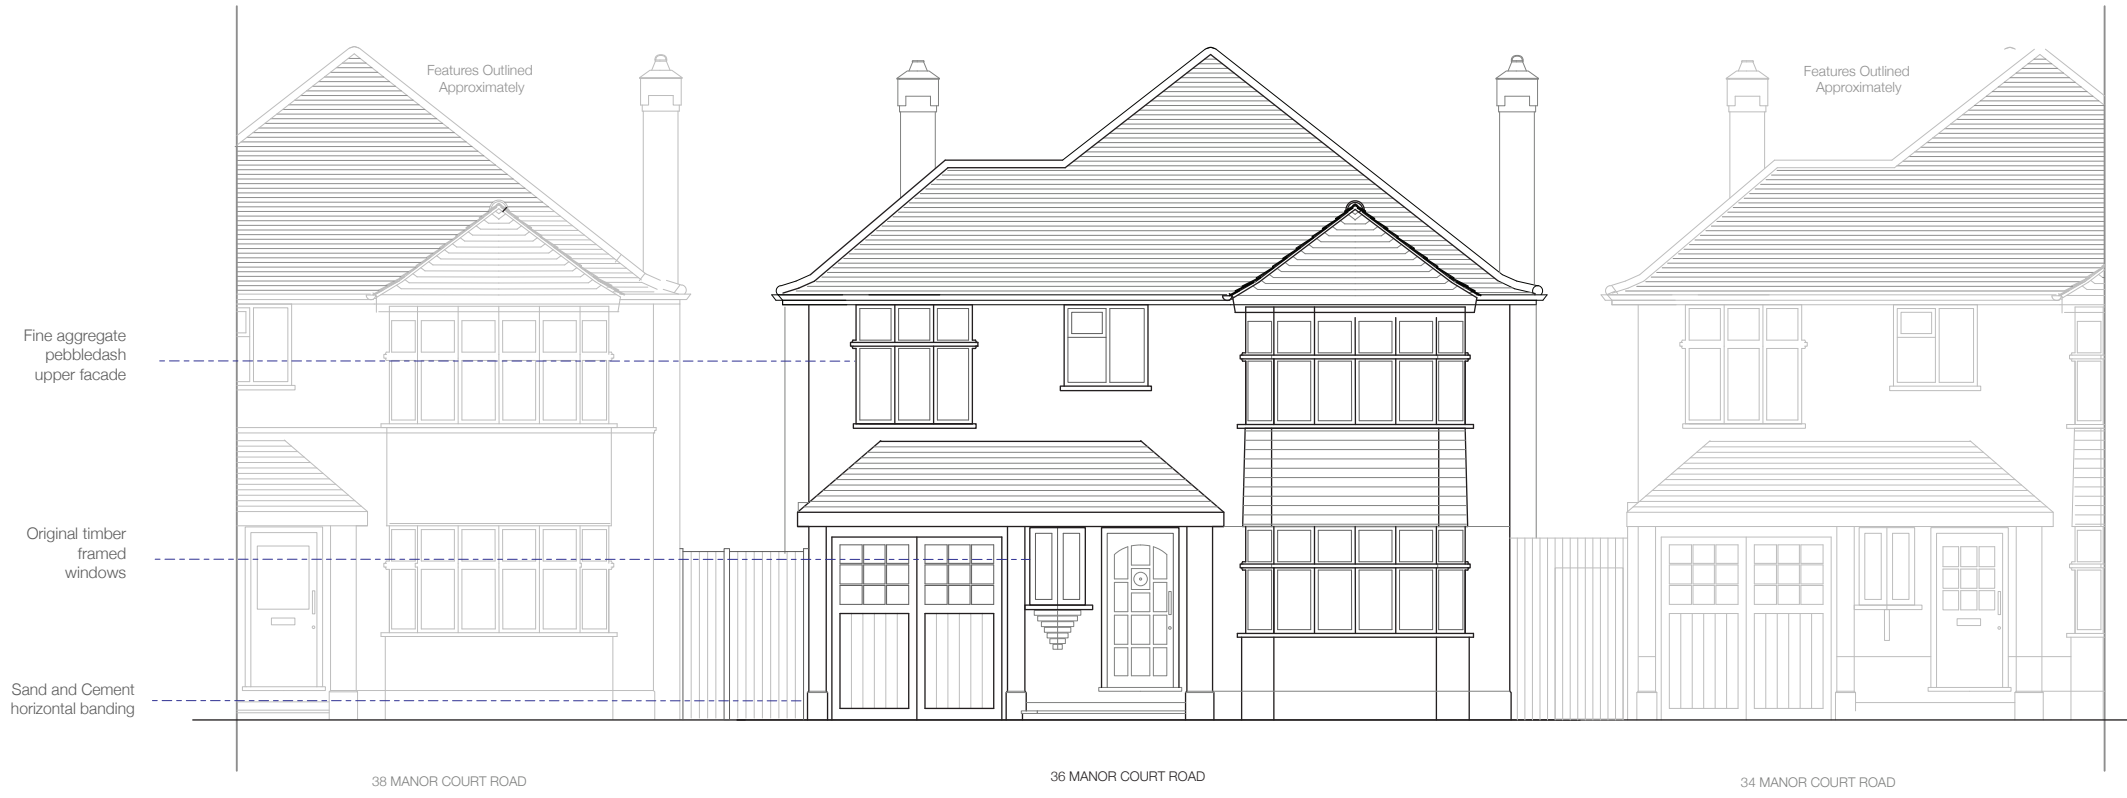 Features Outlined
Approximately
Features Outlined
Approximately
Fine aggregate
pebbledash
upper facade
Original timber
framed
windows
Sand and Cement
horizontal banding
38 MANOR COURT ROAD
36 MANOR COURT ROAD
34 MANOR COURT ROAD